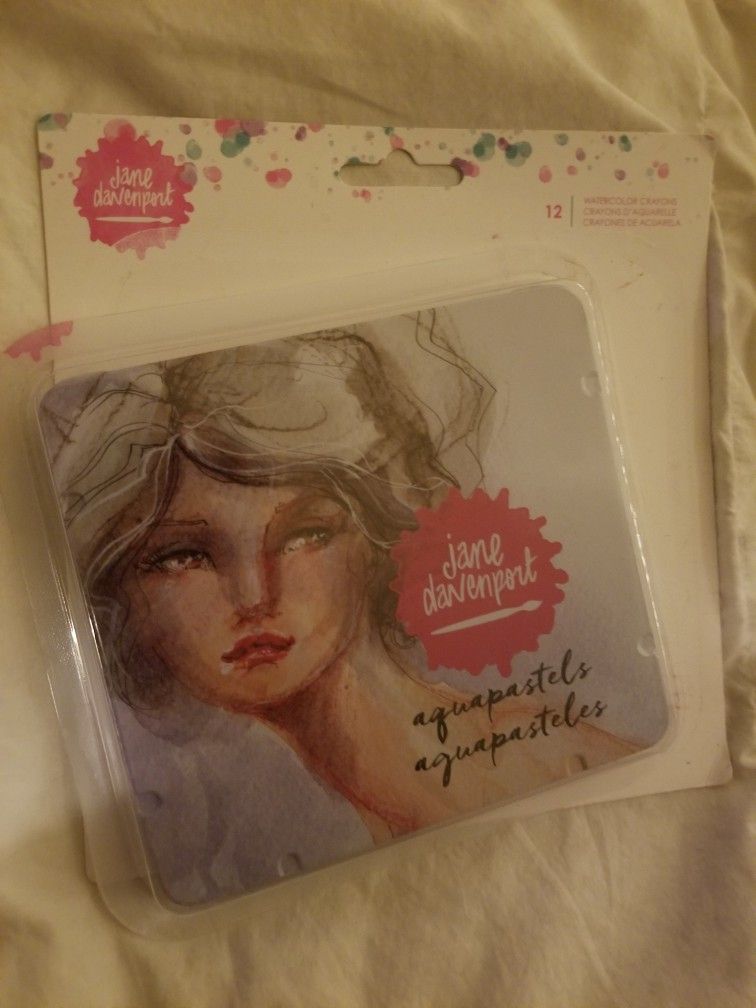 jane
davenport
12
WATERCOLOR CRAYONS
CRAYONS D'AQUARELLE
CRAYONES DE ACUARELA
jane
davenport
aquapastels
aquapasteles